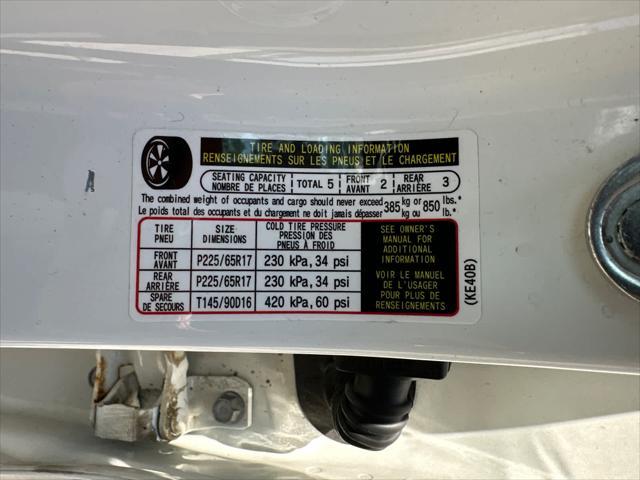 TIRE AND LOADING INFORMATION
RENSEIGNEMENTS SUR LES PNEUS ET LE CHARGEMENT
SEATING CAPACITY
NOMBRE DE PLACES
TOTAL 5
FRONT
AVANT
2
REAR
ARRIÈRE
3
The combined weight of occupants and cargo should never exceed
Le poids total des occupants et du chargement ne doit jamais dépasser
385
kg or
kg ou
850
lbs.*
lb.*
TIRE
PNEU
SIZE
DIMENSIONS
COLD TIRE PRESSURE
PRESSION DES
PNEUS À FROID
FRONT
AVANT
P225/65R17
230 kPa, 34 psi
REAR
ARRIÈRE
P225/65R17
230 kPa, 34 psi
SPARE
DE SECOURS
T145/90D16
420 kPa, 60 psi
SEE OWNER'S
MANUAL FOR
ADDITIONAL
INFORMATION
VOIR LE MANUEL
DE L'USAGER
POUR PLUS DE
RENSEIGNEMENTS
(KE40B)
A